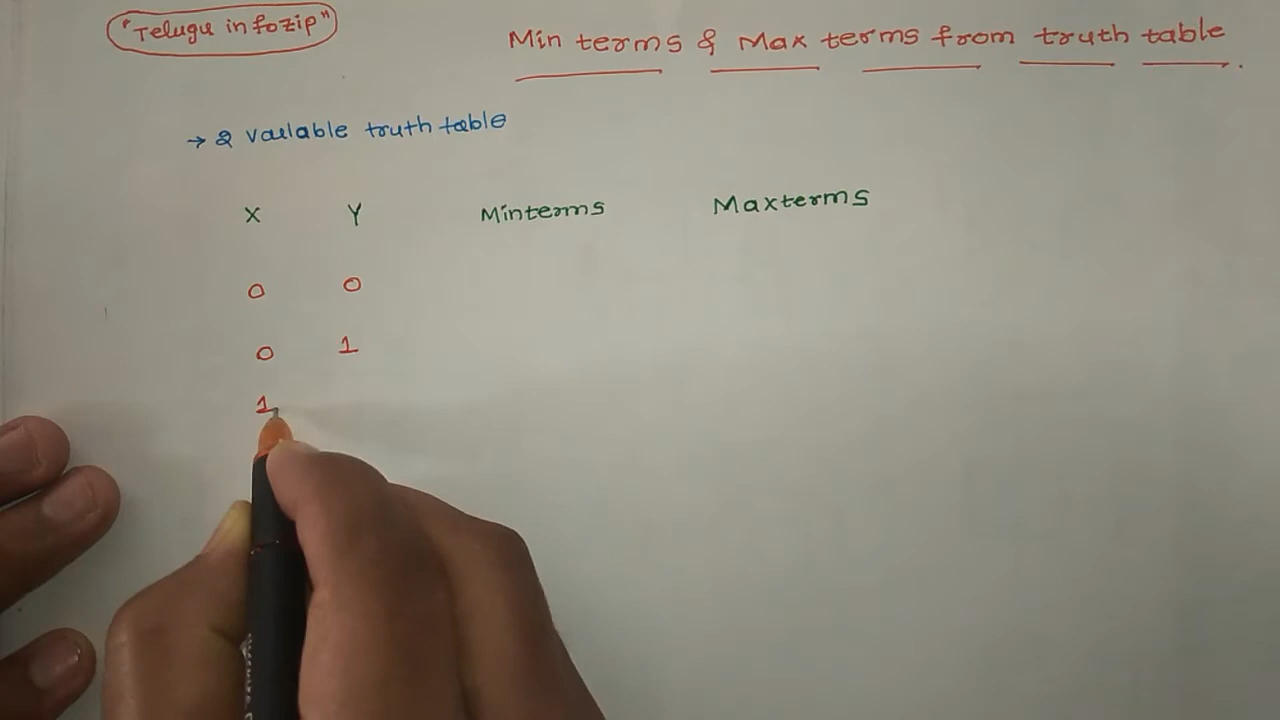 "Telugu infozip"
Min terms & Max terms from truth table.
→ 2 variable truth table
X Y Minterms Maxterms
0 0
0 1
1